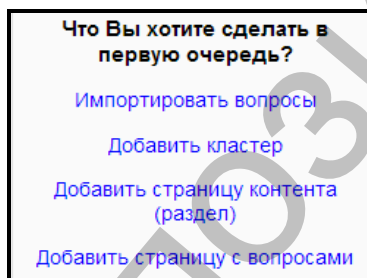 Что Вы хотите сделать в
первую очередь?
Импортировать вопросы
Добавить кластер
Добавить страницу контента
(раздел)
Добавить страницу с вопросами